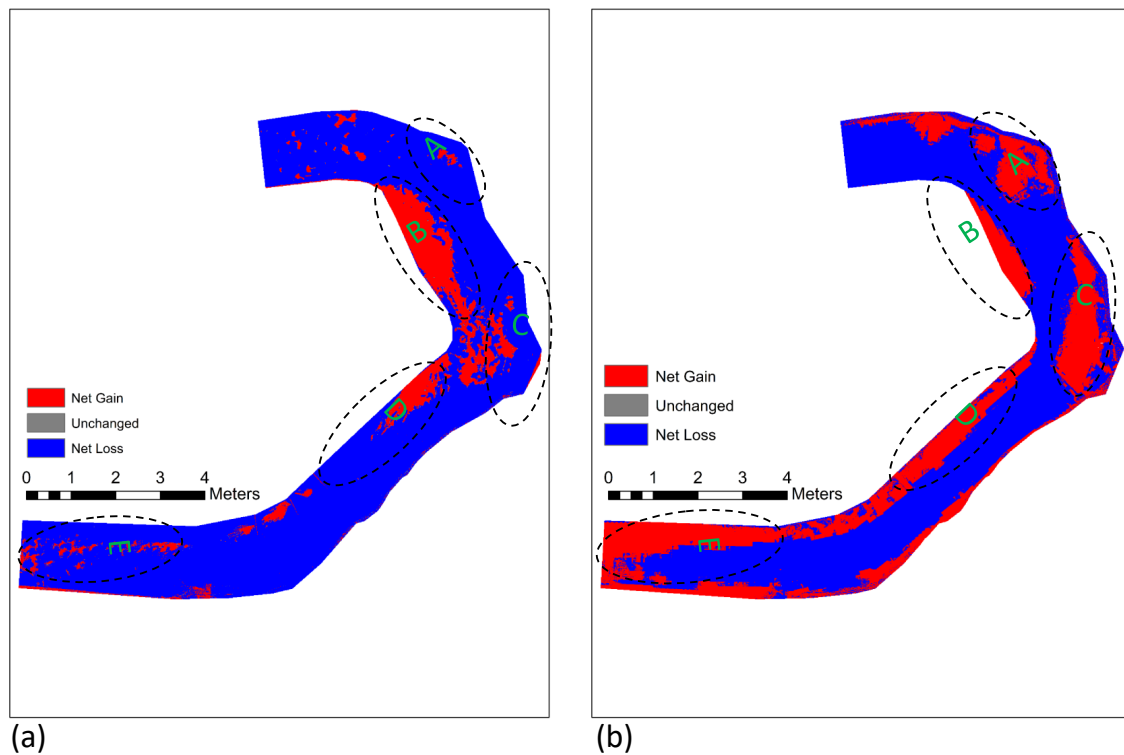 A
B
C
D
E
Net Gain
Unchanged
Net Loss
0 1 2 3 4
Meters
(a)
A
B
C
D
E
Net Gain
Unchanged
Net Loss
0 1 2 3 4
Meters
(b)